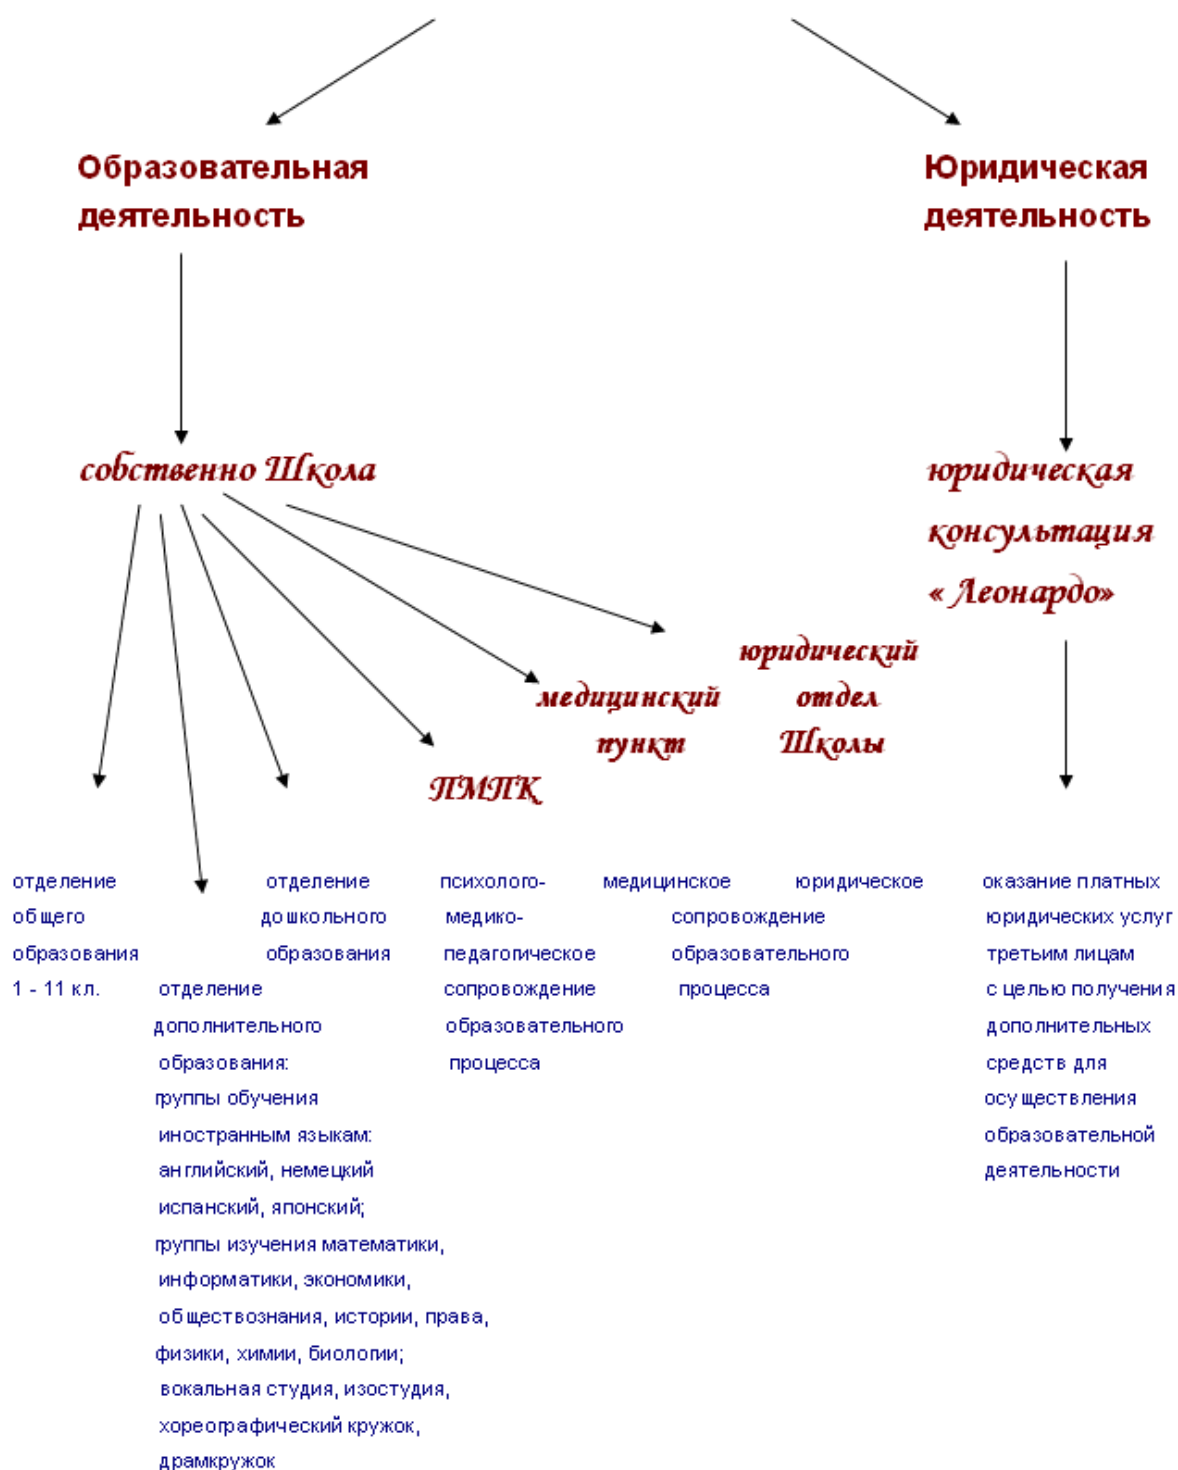 Образовательная
деятельность
Юридическая
деятельность
собственно Школа
юридическая
консультация
« Леонардо»
юридический
отдел
Школы
медицинский
пункт
ПМПК
отделение
общего
образования
1 - 11 кл.
отделение
дошкольного
образования
отделение
дополнительного
образования:
группы обучения
иностранным языкам:
английский, немецкий
испанский, японский;
группы изучения математики,
информатики, экономики,
обществознания, истории, права,
физики, химии, биологии;
вокальная студия, изостудия,
хореографический кружок,
драмкружок
психолого-
медико-
педагогическое
сопровождение
образовательного
процесса
медицинское юридическое
сопровождение
образовательного
процесса
оказание платных
юридических услуг
третьим лицам
с целью получения
дополнительных
средств для
осуществления
образовательной
деятельности